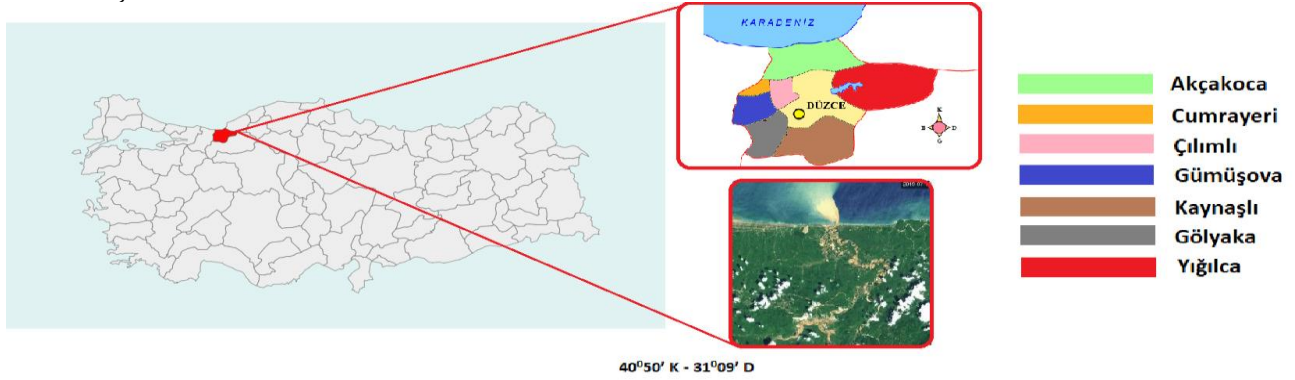 KARADENİZ
DÜZCE
K
B
D
G
Akçakoca
Cumrayeri
Çılımlı
Gümüşova
Kaynaşlı
Gölyaka
Yığılca
40⁰50' K - 31⁰09' D